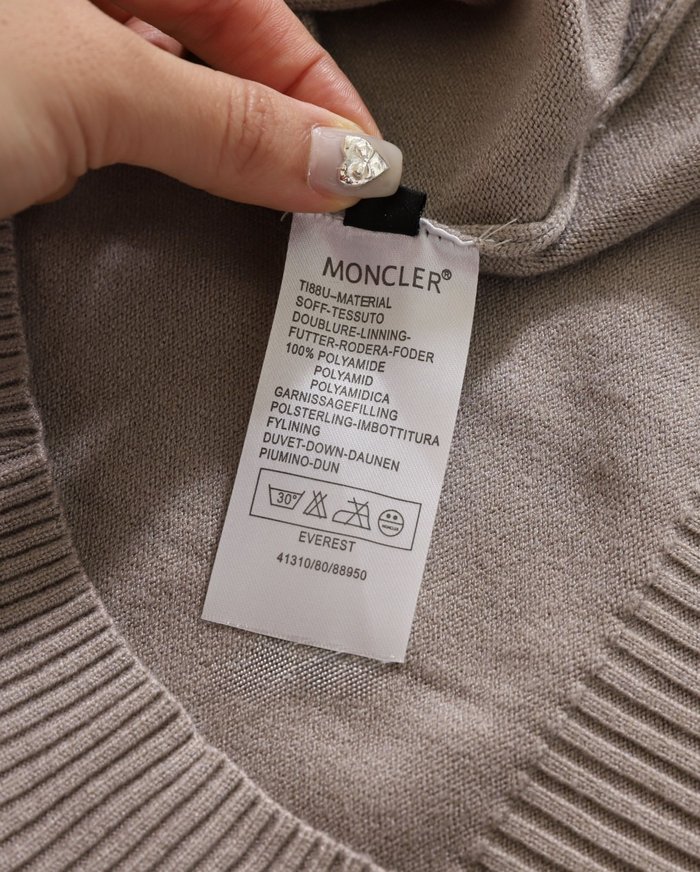 MONCLER®
TI88U-MATERIAL
SOFF-TESSUTO
DOUBLURE-LINNING-
FUTTER-RODERA-FODER
100% POLYAMIDE
POLYAMID
POLYAMIDICA
GARNISSAGEFILLING
POLSTERLING-IMBOTTITURA
FYLINING
DUVET-DOWN-DAUNEN
PIUMINO-DUN
30°
MONCLER
EVEREST
41310/80/88950